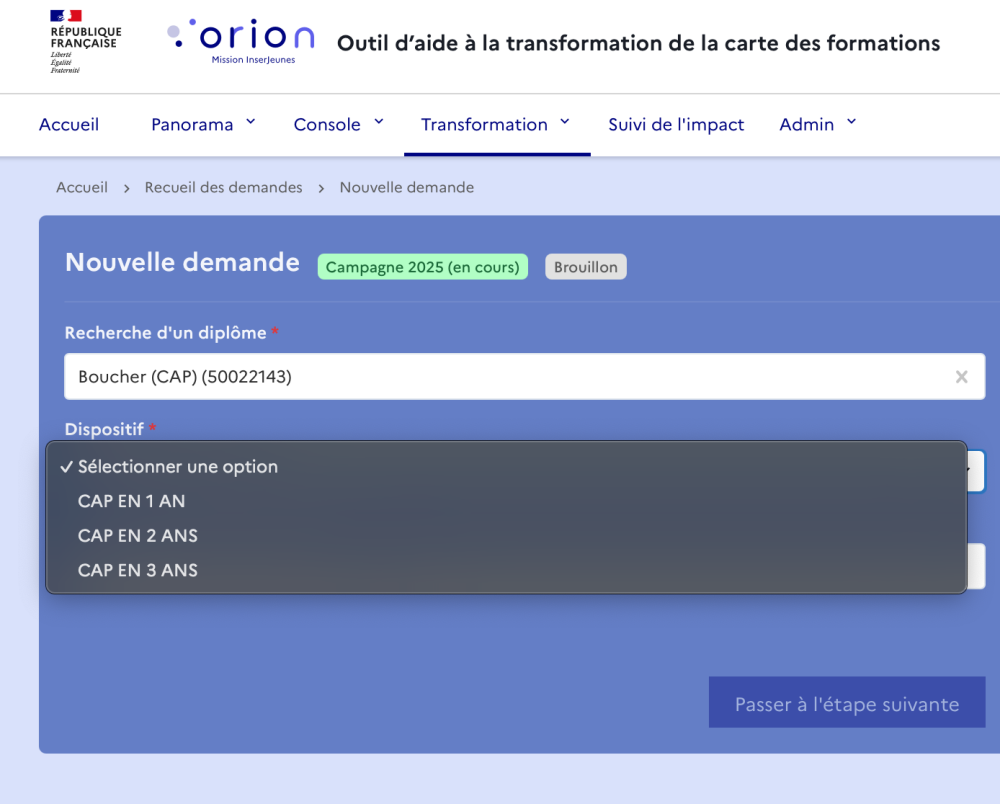 RÉPUBLIQUE
FRANÇAISE
Liberté
Égalité
Fraternité
orion
Mission InserJeunes
Outil d’aide à la transformation de la carte des formations
Accueil Panorama Console Transformation Suivi de l'impact Admin
Accueil > Recueil des demandes > Nouvelle demande
Nouvelle demande Campagne 2025 (en cours) Brouillon
Recherche d'un diplôme *
Boucher (CAP) (50022143)
Dispositif *
✓ Sélectionner une option
CAP EN 1 AN
CAP EN 2 ANS
CAP EN 3 ANS
Passer à l'étape suivante